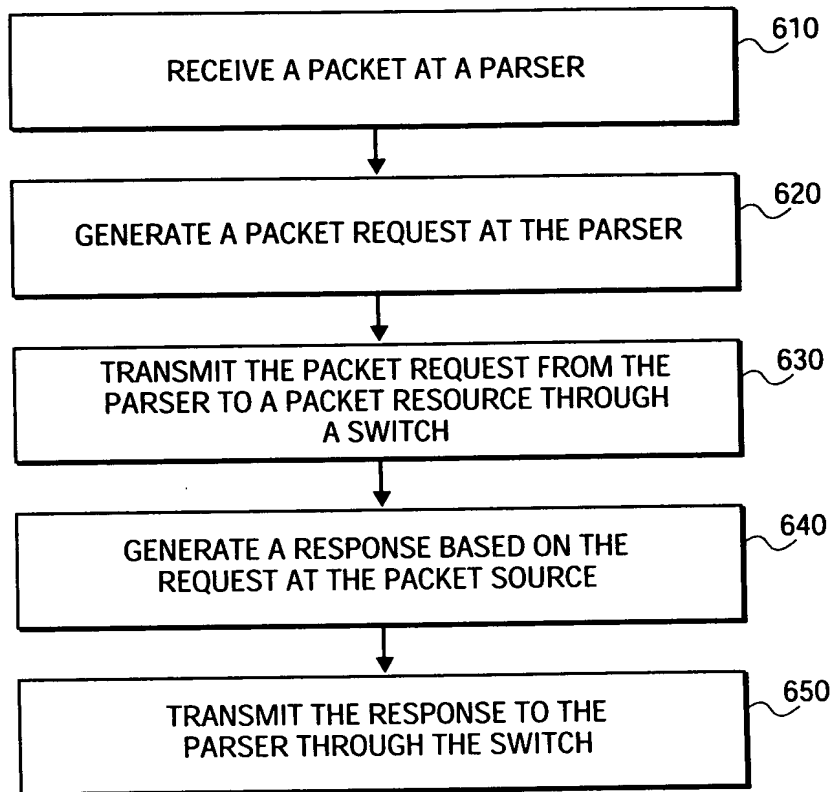 610
RECEIVE A PACKET AT A PARSER
620
GENERATE A PACKET REQUEST AT THE PARSER
630
TRANSMIT THE PACKET REQUEST FROM THE
PARSER TO A PACKET RESOURCE THROUGH
A SWITCH
640
GENERATE A RESPONSE BASED ON THE
REQUEST AT THE PACKET SOURCE
650
TRANSMIT THE RESPONSE TO THE
PARSER THROUGH THE SWITCH